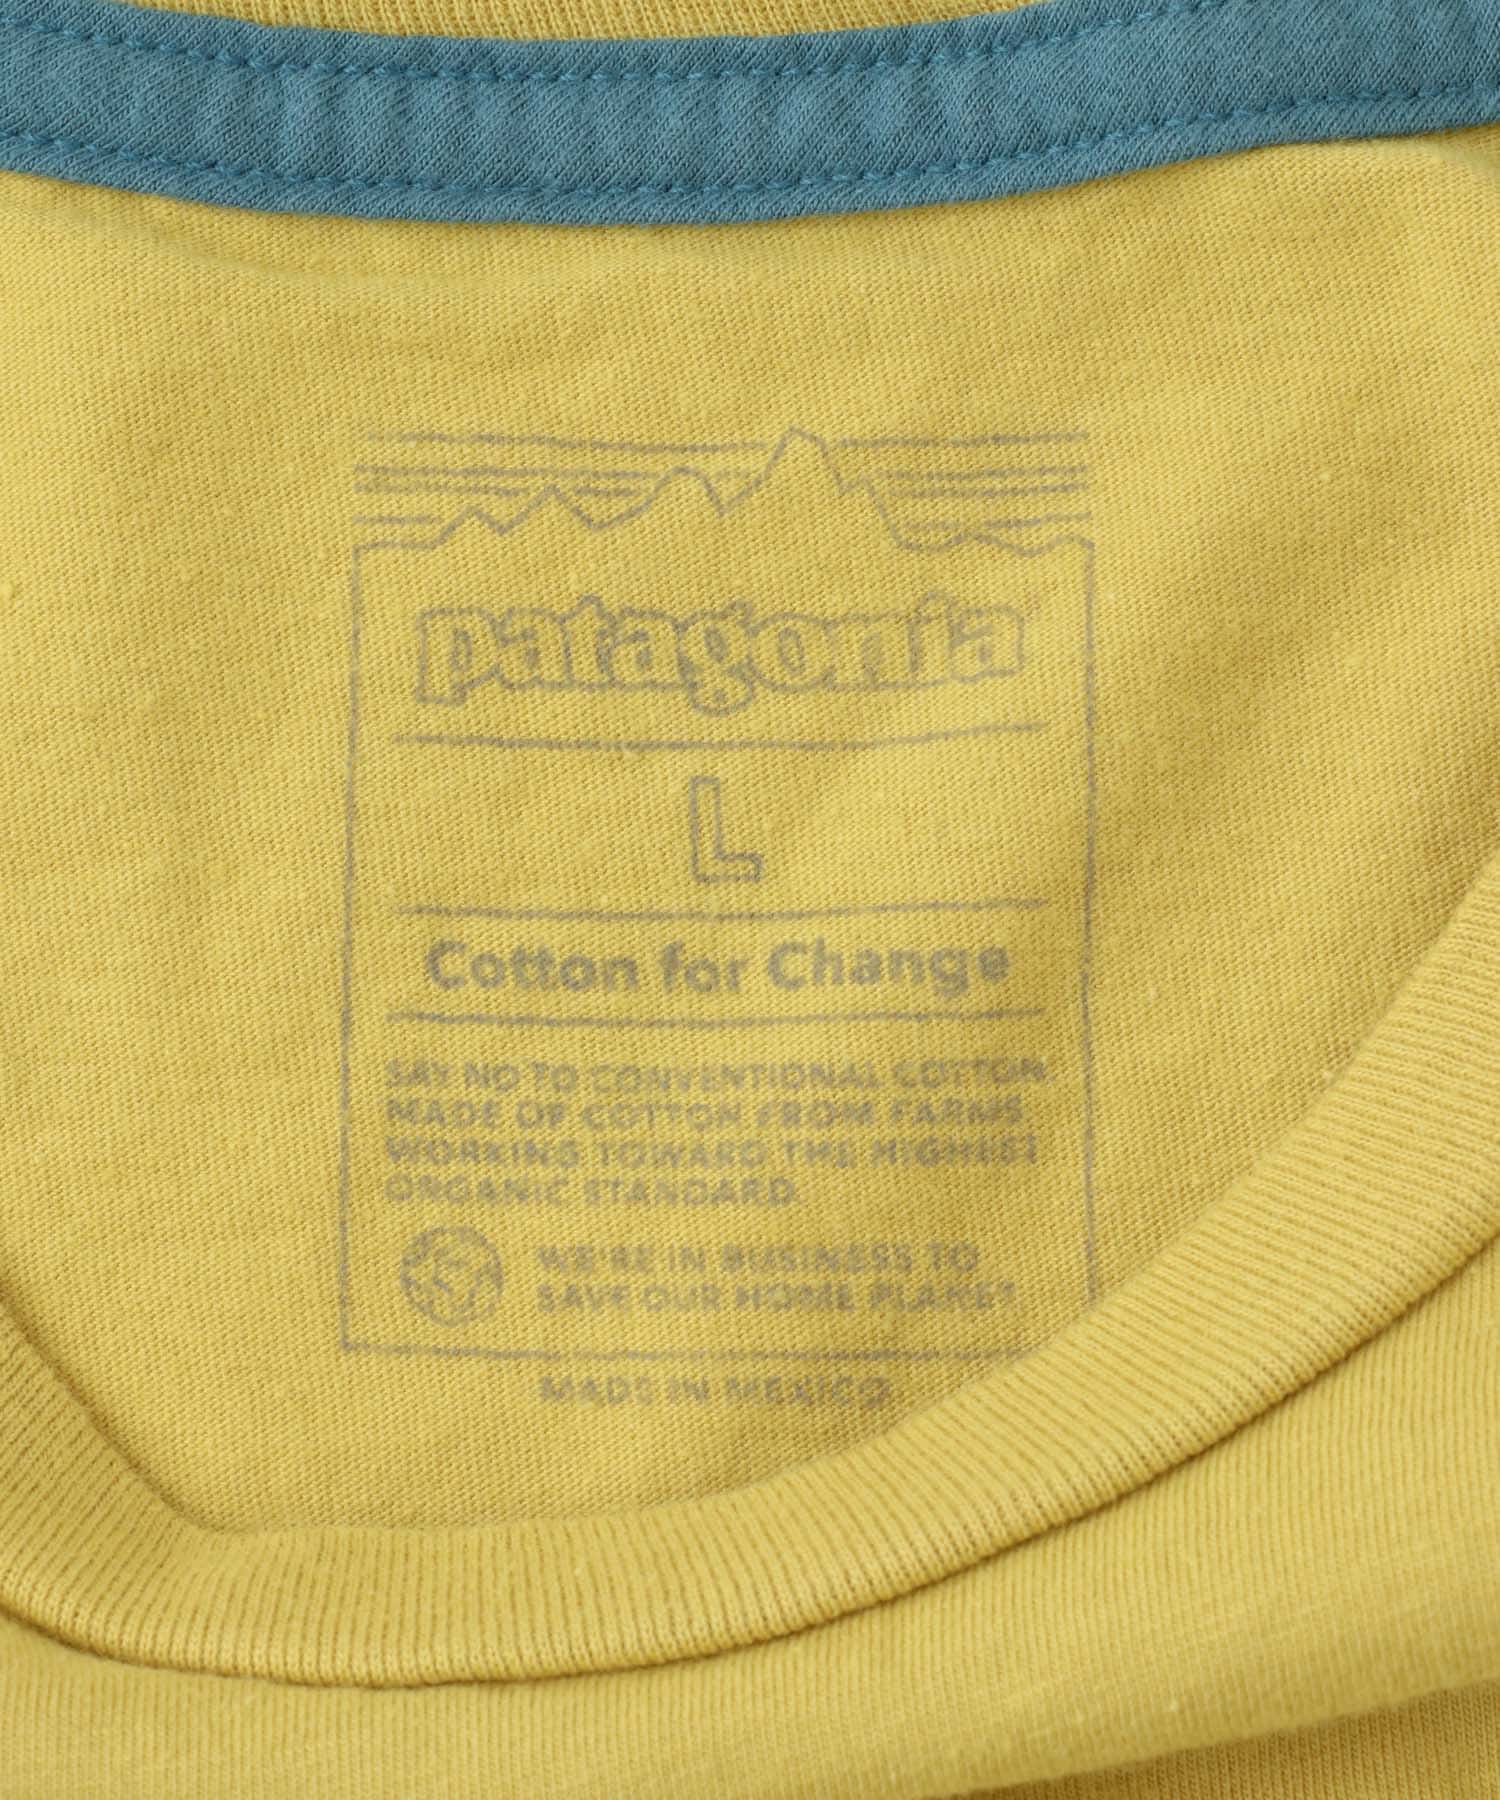 patagonia
L
Cotton for Change
SAY NO TO CONVENTIONAL COTTON.
MADE OF COTTON FROM FARMS
WORKING TOWARD THE HIGHEST
ORGANIC STANDARD.
WE'RE IN BUSINESS TO
SAVE OUR HOME PLANET
MADE IN MEXICO